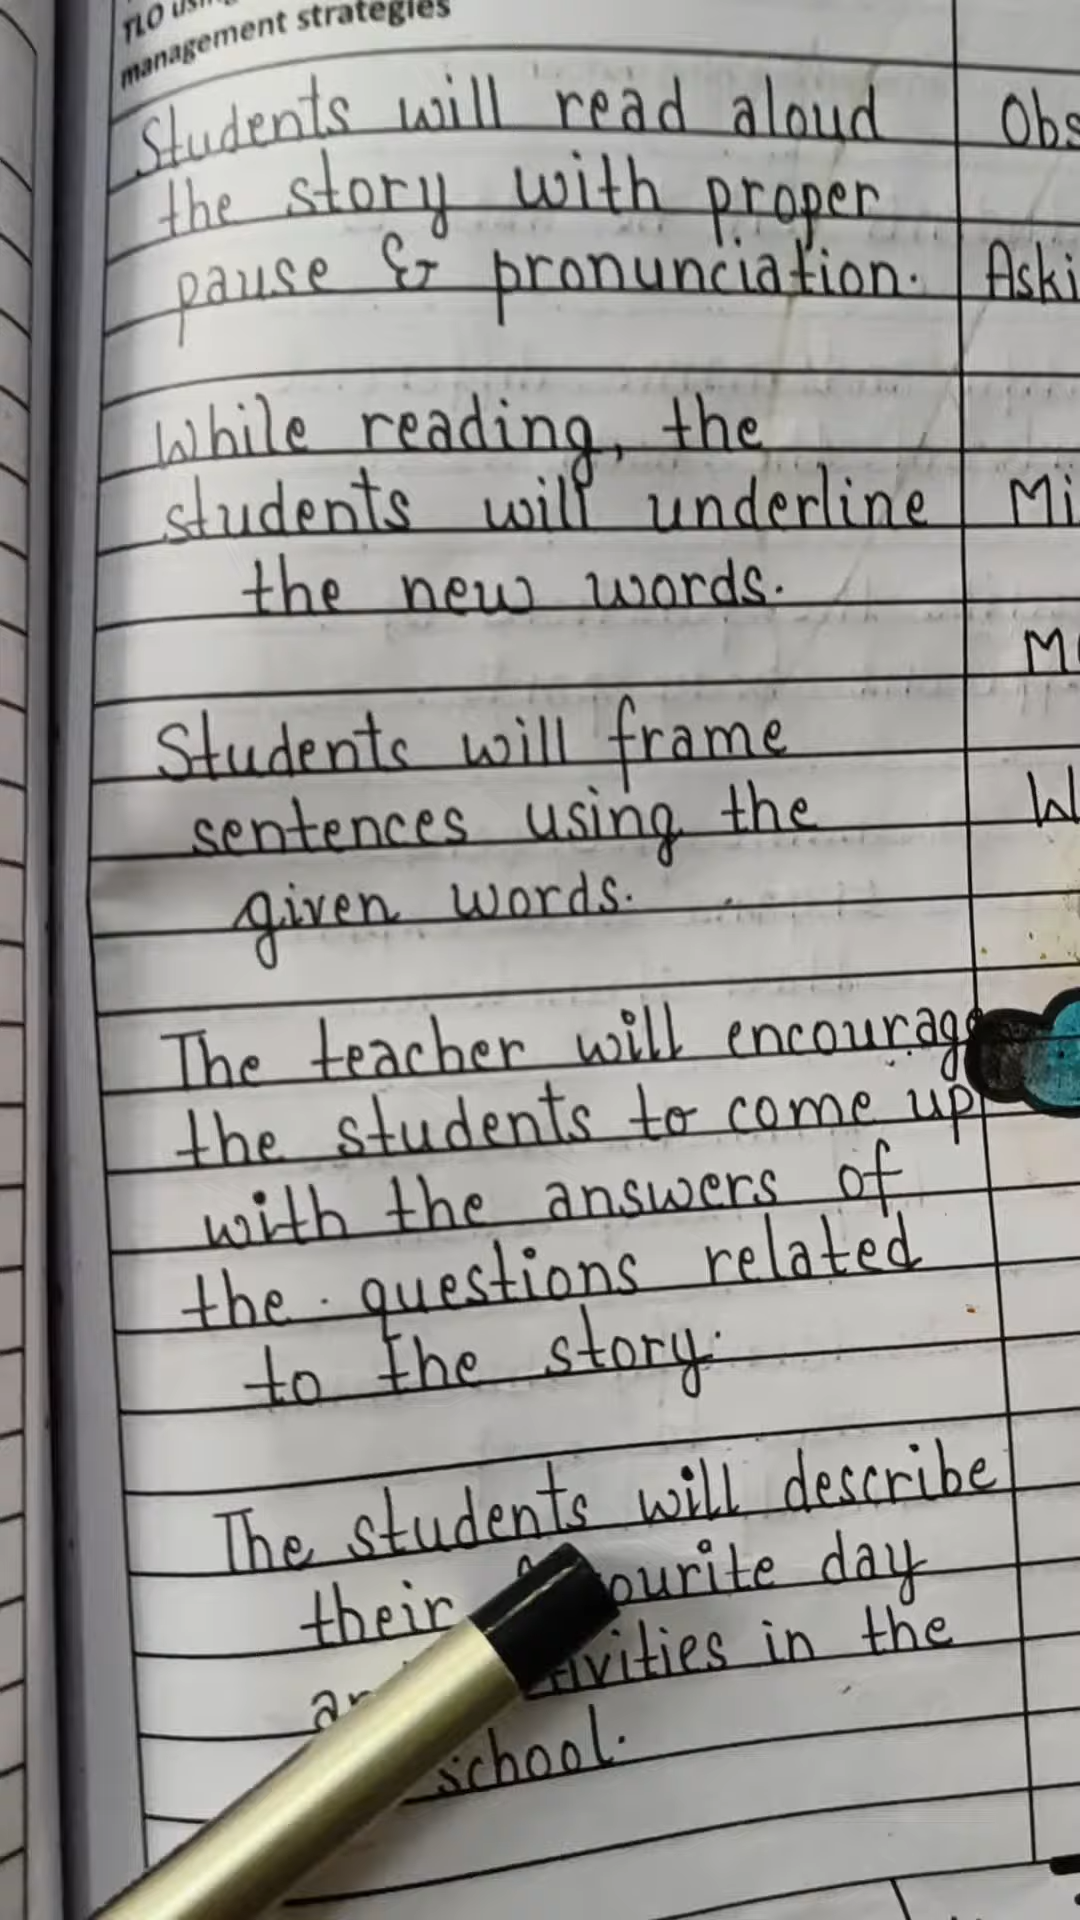 TLO
management strategies
Students will read aloud
the story with proper
pause & pronunciation.
While reading, the
students will underline
the new words.
Students will frame
sentences using the
given words.
The teacher will encourage
the students to come up
with the answers of
the questions related
to the story.
The students will describe
their day
in the
school.
Obs
Aski
Mi
M
W